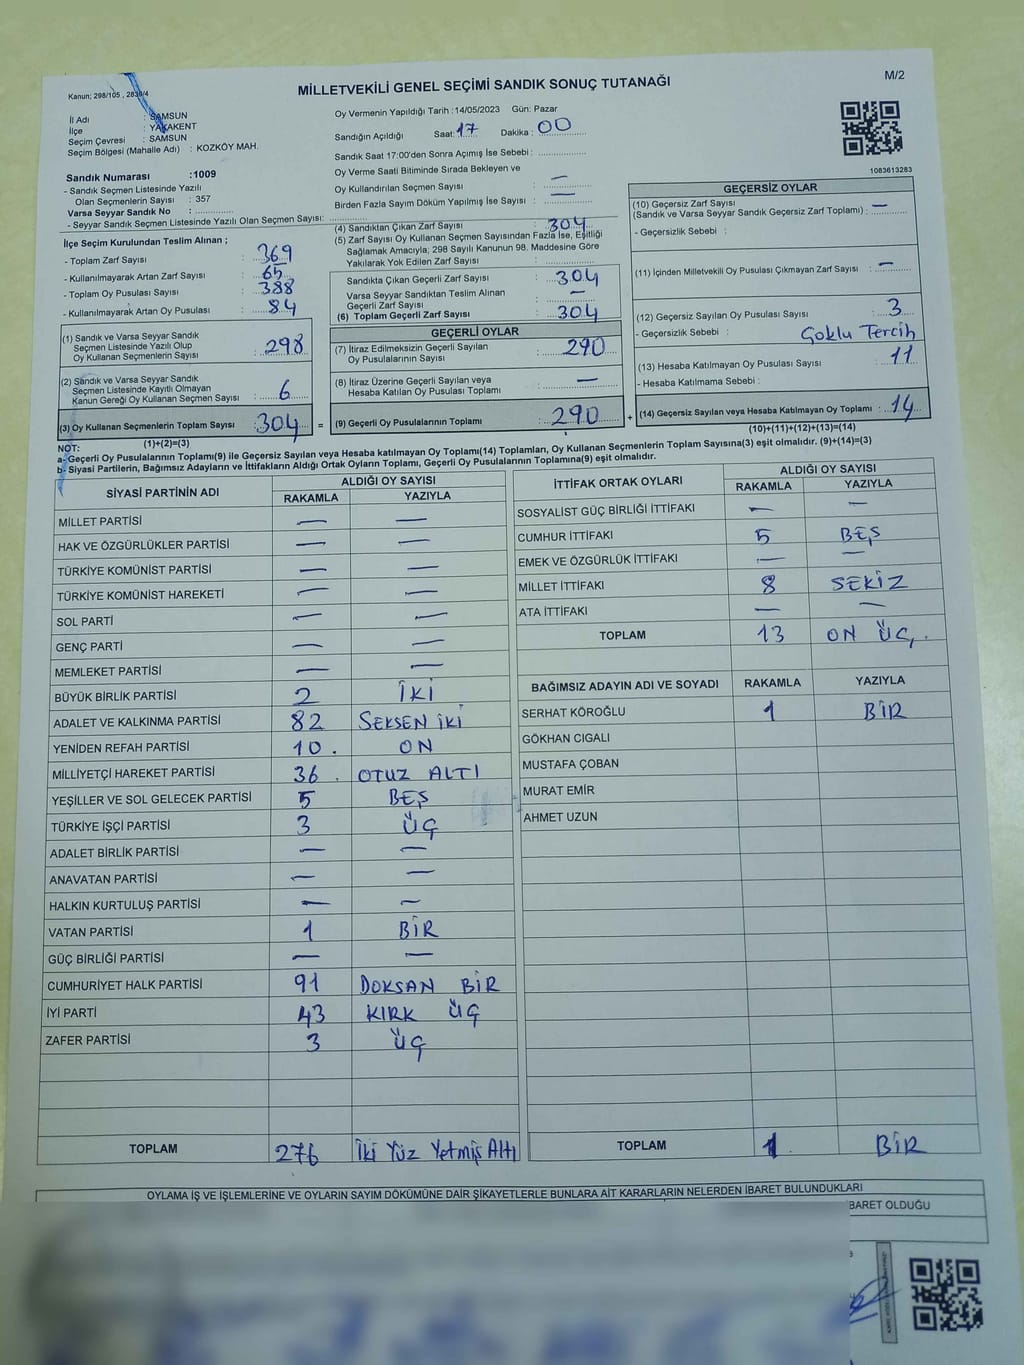 M/2
Kanun; 298/105 , 2839/4
MİLLETVEKİLİ GENEL SEÇİMİ SANDIK SONUÇ TUTANAĞI
İl Adı : SAMSUN
İlçe : YAKAKENT
Seçim Çevresi : SAMSUN
Seçim Bölgesi (Mahalle Adı) : KOZKÖY MAH.
Sandık Numarası :1009
- Sandık Seçmen Listesinde Yazılı
Olan Seçmenlerin Sayısı : 357
Varsa Seyyar Sandık No :
- Seyyar Sandık Seçmen Listesinde Yazılı Olan Seçmen Sayısı:
Oy Vermenin Yapıldığı Tarih : 14/05/2023 Gün: Pazar
Sandığın Açıldığı Saat: 17 Dakika : 00
Sandık Saat 17:00'den Sonra Açımış İse Sebebi :
Oy Verme Saati Bitiminde Sırada Bekleyen ve
Oy Kullandırılan Seçmen Sayısı : —
Birden Fazla Sayım Döküm Yapılmış İse Sayısı : —
1083613283
İlçe Seçim Kurulundan Teslim Alınan ;
- Toplam Zarf Sayısı : 369
- Kullanılmayarak Artan Zarf Sayısı : 65
- Toplam Oy Pusulası Sayısı : 388
- Kullanılmayarak Artan Oy Pusulası : 84
(1) Sandık ve Varsa Seyyar Sandık
Seçmen Listesinde Yazılı Olup
Oy Kullanan Seçmenlerin Sayısı : 298
(2) Sandık ve Varsa Seyyar Sandık
Seçmen Listesinde Kayıtlı Olmayan
Kanun Gereği Oy Kullanan Seçmen Sayısı : 6
(3) Oy Kullanan Seçmenlerin Toplam Sayısı : 304
(1)+(2)=(3)
(4) Sandıktan Çıkan Zarf Sayısı : 304
(5) Zarf Sayısı Oy Kullanan Seçmen Sayısından Fazla İse, Eşitliği
Sağlamak Amacıyla; 298 Sayılı Kanunun 98. Maddesine Göre
Yakılarak Yok Edilen Zarf Sayısı :
Sandıkta Çıkan Geçerli Zarf Sayısı : 304
Varsa Seyyar Sandıktan Teslim Alınan
Geçerli Zarf Sayısı : —
(6) Toplam Geçerli Zarf Sayısı : 304
GEÇERLİ OYLAR
(7) İtiraz Edilmeksizin Geçerli Sayılan
Oy Pusulalarının Sayısı : 290
(8) İtiraz Üzerine Geçerli Sayılan veya
Hesaba Katılan Oy Pusulası Toplamı : —
= (9) Geçerli Oy Pusulalarının Toplamı : 290
GEÇERSİZ OYLAR
(10) Geçersiz Zarf Sayısı
(Sandık ve Varsa Seyyar Sandık Geçersiz Zarf Toplamı) : —
- Geçersizlik Sebebi :
(11) İçinden Milletvekili Oy Pusulası Çıkmayan Zarf Sayısı : —
(12) Geçersiz Sayılan Oy Pusulası Sayısı : 3
- Geçersizlik Sebebi : Çoklu Tercih
(13) Hesaba Katılmayan Oy Pusulası Sayısı : 11
- Hesaba Katılmama Sebebi :
+ (14) Geçersiz Sayılan veya Hesaba Katılmayan Oy Toplamı : 14
(10)+(11)+(12)+(13)=(14)
NOT:
a- Geçerli Oy Pusulalarının Toplamı(9) ile Geçersiz Sayılan veya Hesaba katılmayan Oy Toplamı(14) Toplamları, Oy Kullanan Seçmenlerin Toplam Sayısına(3) eşit olmalıdır. (9)+(14)=(3)
b- Siyasi Partilerin, Bağımsız Adayların ve İttifakların Aldığı Ortak Oyların Toplamı, Geçerli Oy Pusulalarının Toplamına(9) eşit olmalıdır.
SİYASİ PARTİNİN ADI ALDIĞI OY SAYISI
RAKAMLA YAZIYLA
MİLLET PARTİSİ — —
HAK VE ÖZGÜRLÜKLER PARTİSİ — —
TÜRKİYE KOMÜNİST PARTİSİ — —
TÜRKİYE KOMÜNİST HAREKETİ — —
SOL PARTİ — —
GENÇ PARTİ — —
MEMLEKET PARTİSİ — —
BÜYÜK BİRLİK PARTİSİ 2 İKİ
ADALET VE KALKINMA PARTİSİ 82 SEKSEN İKİ
YENİDEN REFAH PARTİSİ 10 . ON
MİLLİYETÇİ HAREKET PARTİSİ 36 . OTUZ ALTI
YEŞİLLER VE SOL GELECEK PARTİSİ 5 BEŞ
TÜRKİYE İŞÇİ PARTİSİ 3 ÜÇ
ADALET BİRLİK PARTİSİ — —
ANAVATAN PARTİSİ — —
HALKIN KURTULUŞ PARTİSİ — —
VATAN PARTİSİ 1 BİR
GÜÇ BİRLİĞİ PARTİSİ — —
CUMHURİYET HALK PARTİSİ 91 DOKSAN BİR
İYİ PARTİ 43 KIRK ÜÇ
ZAFER PARTİSİ 3 ÜÇ
TOPLAM 276 İki Yüz Yetmiş Altı
İTTİFAK ORTAK OYLARI ALDIĞI OY SAYISI
RAKAMLA YAZIYLA
SOSYALİST GÜÇ BİRLİĞİ İTTİFAKI — —
CUMHUR İTTİFAKI 5 BEŞ
EMEK VE ÖZGÜRLÜK İTTİFAKI — —
MİLLET İTTİFAKI 8 SEKİZ
ATA İTTİFAKI — —
TOPLAM 13 ON ÜÇ.
BAĞIMSIZ ADAYIN ADI VE SOYADI RAKAMLA YAZIYLA
SERHAT KÖROĞLU 1 BİR
GÖKHAN CIGALI
MUSTAFA ÇOBAN
MURAT EMİR
AHMET UZUN
TOPLAM 1 BİR
OYLAMA İŞ VE İŞLEMLERİNE VE OYLARIN SAYIM DÖKÜMÜNE DAİR ŞİKAYETLERLE BUNLARA AİT KARARLARIN NELERDEN İBARET BULUNDUKLARI
BARET OLDUĞU